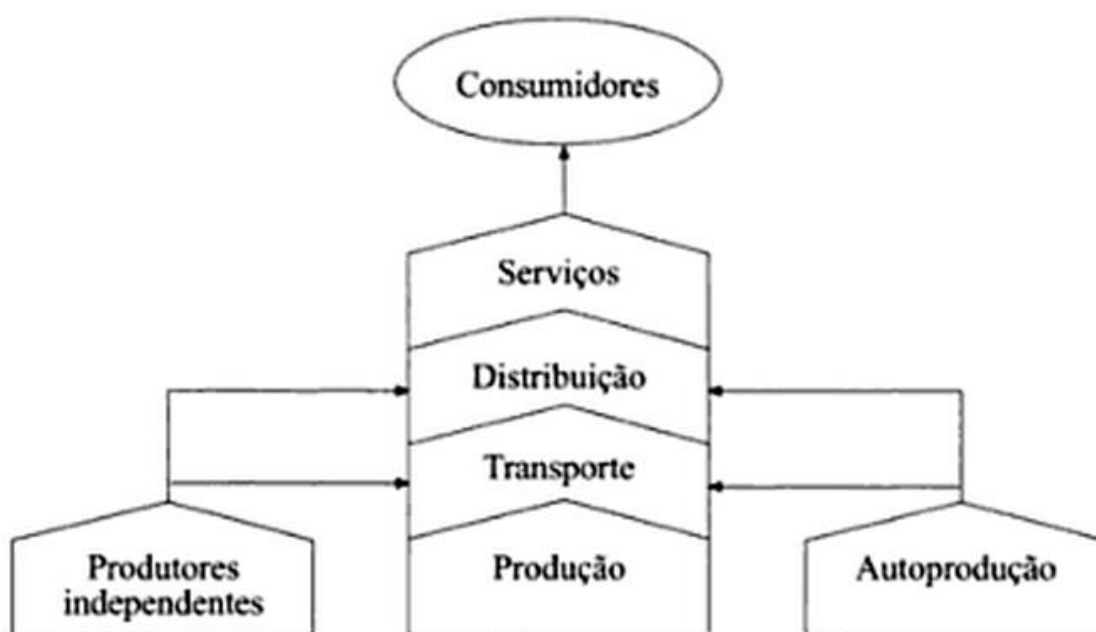 Consumidores
Serviços
Distribuição
Transporte
Produtores
independentes
Produção
Autoprodução